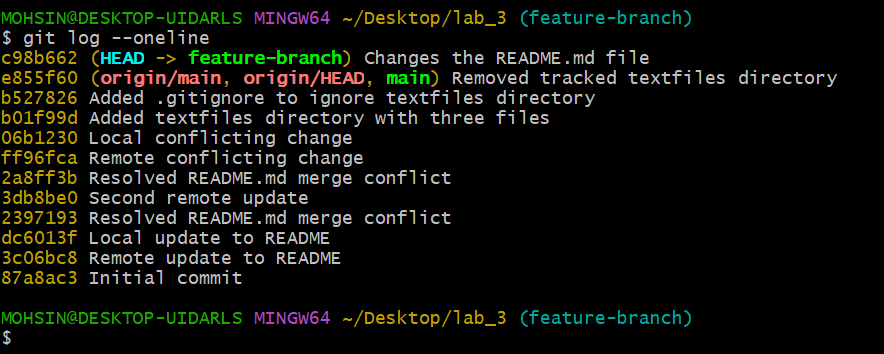 MOHSIN@DESKTOP-UIDARLS MINGW64 ~/Desktop/lab_3 (feature-branch)
$ git log --oneline
c98b662 (HEAD -> feature-branch) Changes the README.md file
e855f60 (origin/main, origin/HEAD, main) Removed tracked textfiles directory
b527826 Added .gitignore to ignore textfiles directory
b01f99d Added textfiles directory with three files
06b1230 Local conflicting change
ff96fca Remote conflicting change
2a8ff3b Resolved README.md merge conflict
3db8be0 Second remote update
2397193 Resolved README.md merge conflict
dc6013f Local update to README
3c06bc8 Remote update to README
87a8ac3 Initial commit
MOHSIN@DESKTOP-UIDARLS MINGW64 ~/Desktop/lab_3 (feature-branch)
$